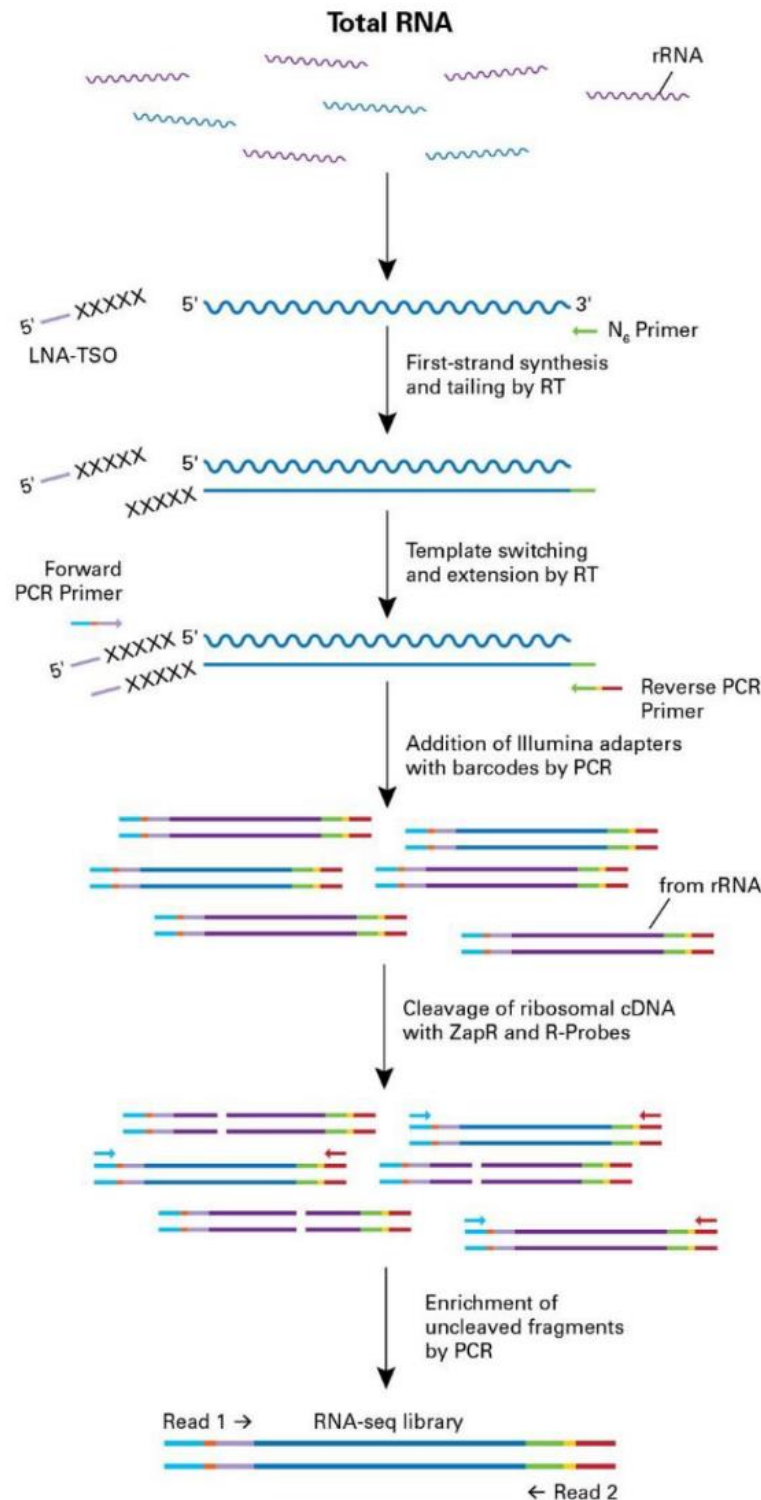 Total RNA
rRNA
5' XXXXX
LNA-TSO
5' 3'
N₆ Primer
First-strand synthesis
and tailing by RT
5' XXXXX
5'
XXXXX
Template switching
and extension by RT
Forward
PCR Primer
5' XXXXX
5'
XXXXX
Reverse PCR
Primer
Addition of Illumina adapters
with barcodes by PCR
from rRNA
Cleavage of ribosomal cDNA
with ZapR and R-Probes
Enrichment of
uncleaved fragments
by PCR
Read 1 → RNA-seq library
← Read 2